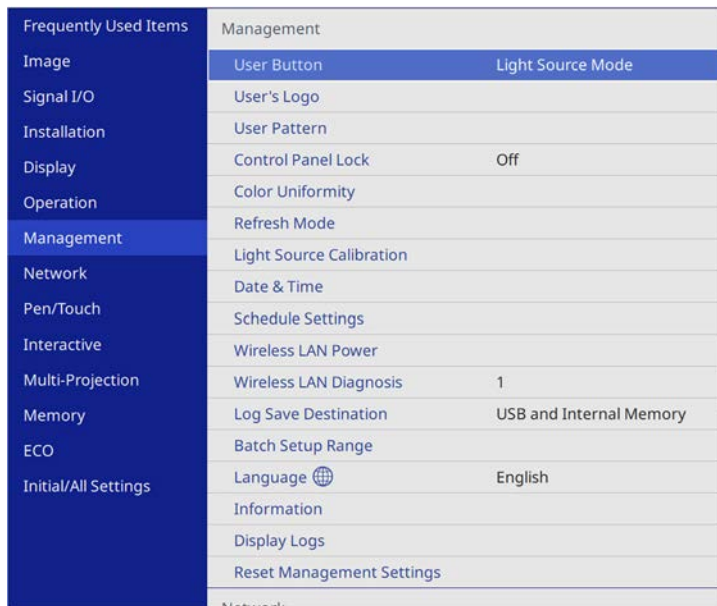 Frequently Used Items
Image
Signal I/O
Installation
Display
Operation
Management
Network
Pen/Touch
Interactive
Multi-Projection
Memory
ECO
Initial/All Settings
Management
User Button Light Source Mode
User's Logo
User Pattern
Control Panel Lock Off
Color Uniformity
Refresh Mode
Light Source Calibration
Date & Time
Schedule Settings
Wireless LAN Power
Wireless LAN Diagnosis 1
Log Save Destination USB and Internal Memory
Batch Setup Range
Language English
Information
Display Logs
Reset Management Settings
Network